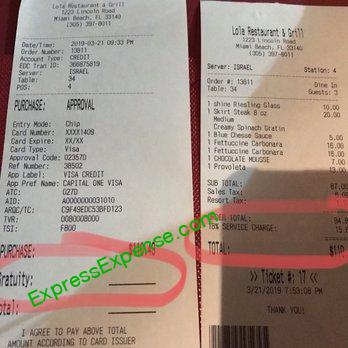 Lola Restaurant & Grill
1223 Lincoln Road
Miami Beach, FL 33140
(305) 397-8011
Date/Time: 2019-03-21 09:33 PM
Order Number: 13611
Account Type: CREDIT
EDC Tran ID: 366875819
Server: ISRAEL
Table: 34
POS: 4
PURCHASE: APPROVAL
Entry Mode: Chip
Card Number: XXXX1409
Card Expire: XX/XX
Card Type: Visa
Approval Code: 02357D
Ref Number: 38502
App Label: VISA CREDIT
App Pref Name: CAPITAL ONE VISA
ATC: 027D
AID: A0000000031010
ARQC/TC: C9F49EDC53BFD123
TVR: 0080008000
TSI: F800
PURCHASE:
Gratuity:
Total:
I AGREE TO PAY ABOVE TOTAL
AMOUNT ACCORDING TO CARD ISSUER
Lola Restaurant & Grill
1223 Lincoln Road
Miami Beach, FL 33140
(305) 397-8011
Server: ISRAEL Station: 4
Order #: 13611 Dine In
Table: 34 Guests: 3
1 shine Riesling Glass 10.00
1 Skirt Steak 8 oz 20.00
Medium
Creamy Spinach Gratin
1 Blue Cheese Sauce 5.00
1 Fettuccine Carbonara 16.00
1 Fettuccine Carbonara 16.00
1 CHOCOLATE MOUSSE 7.00
1 Provoleta 13.00
SUB TOTAL: 87.00
Sales Tax:
Resort Tax:
TOTAL:
18% SERVICE CHARGE:
TOTAL:
>> Ticket #: 17 <<
3/21/2019 7:53:08 PM
THANK YOU!
ExpressExpense.com